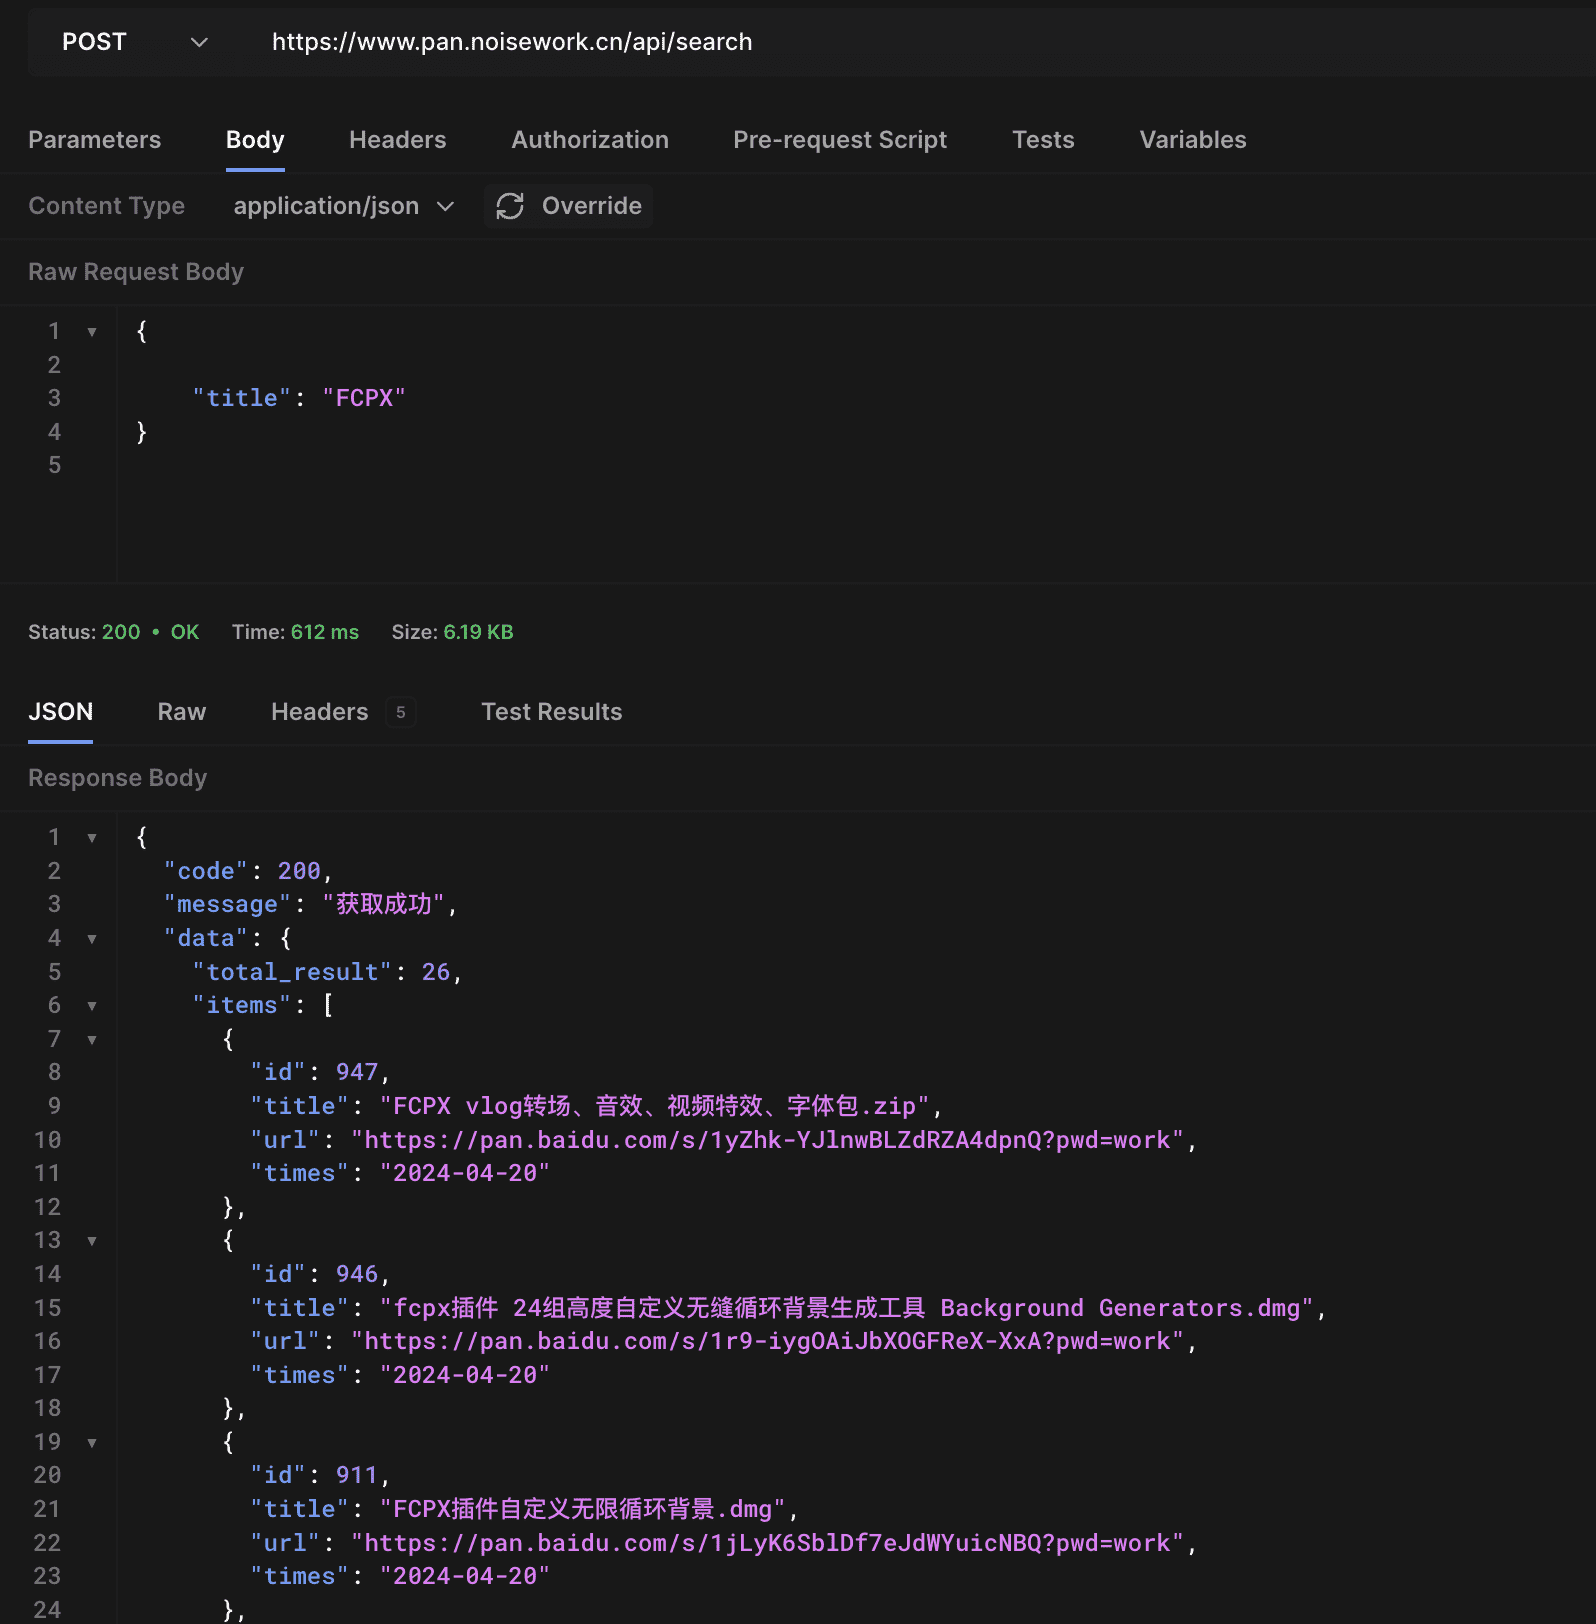 POST https://www.pan.noisework.cn/api/search
Parameters Body Headers Authorization Pre-request Script Tests Variables
Content Type application/json Override
Raw Request Body
1 {
2
3 "title": "FCPX"
4 }
5
Status: 200 • OK Time: 612 ms Size: 6.19 KB
JSON Raw Headers 5 Test Results
Response Body
1 {
2 "code": 200,
3 "message": "获取成功",
4 "data": {
5 "total_result": 26,
6 "items": [
7 {
8 "id": 947,
9 "title": "FCPX vlog转场、音效、视频特效、字体包.zip",
10 "url": "https://pan.baidu.com/s/1yZhk-YJlnwBLZdRZA4dpnQ?pwd=work",
11 "times": "2024-04-20"
12 },
13 {
14 "id": 946,
15 "title": "fcpx插件 24组高度自定义无缝循环背景生成工具 Background Generators.dmg",
16 "url": "https://pan.baidu.com/s/1r9-iygOAiJbXOGFReX-XxA?pwd=work",
17 "times": "2024-04-20"
18 },
19 {
20 "id": 911,
21 "title": "FCPX插件自定义无限循环背景.dmg",
22 "url": "https://pan.baidu.com/s/1jLyK6SblDf7eJdWYuicNBQ?pwd=work",
23 "times": "2024-04-20"
24 },